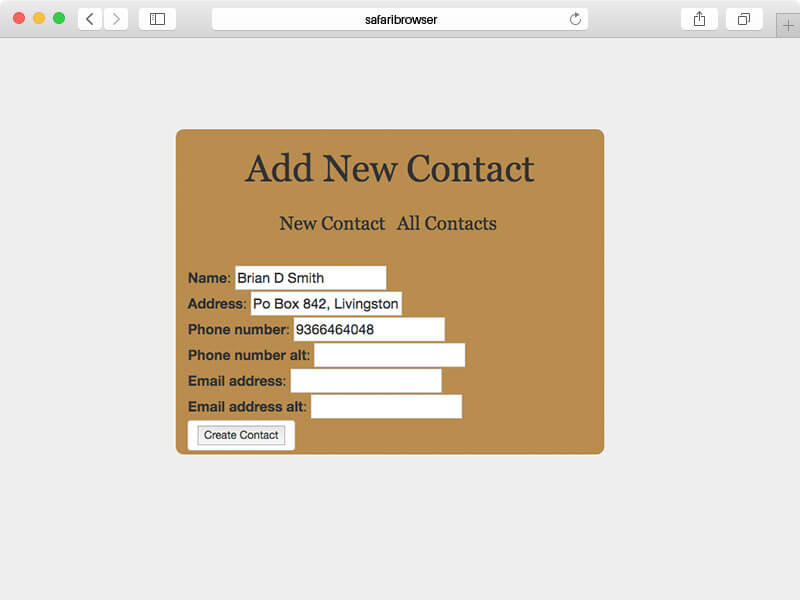 safaribrowser
Add New Contact
New Contact All Contacts
Name: Brian D Smith
Address: Po Box 842, Livingston
Phone number: 9366464048
Phone number alt:
Email address:
Email address alt:
Create Contact